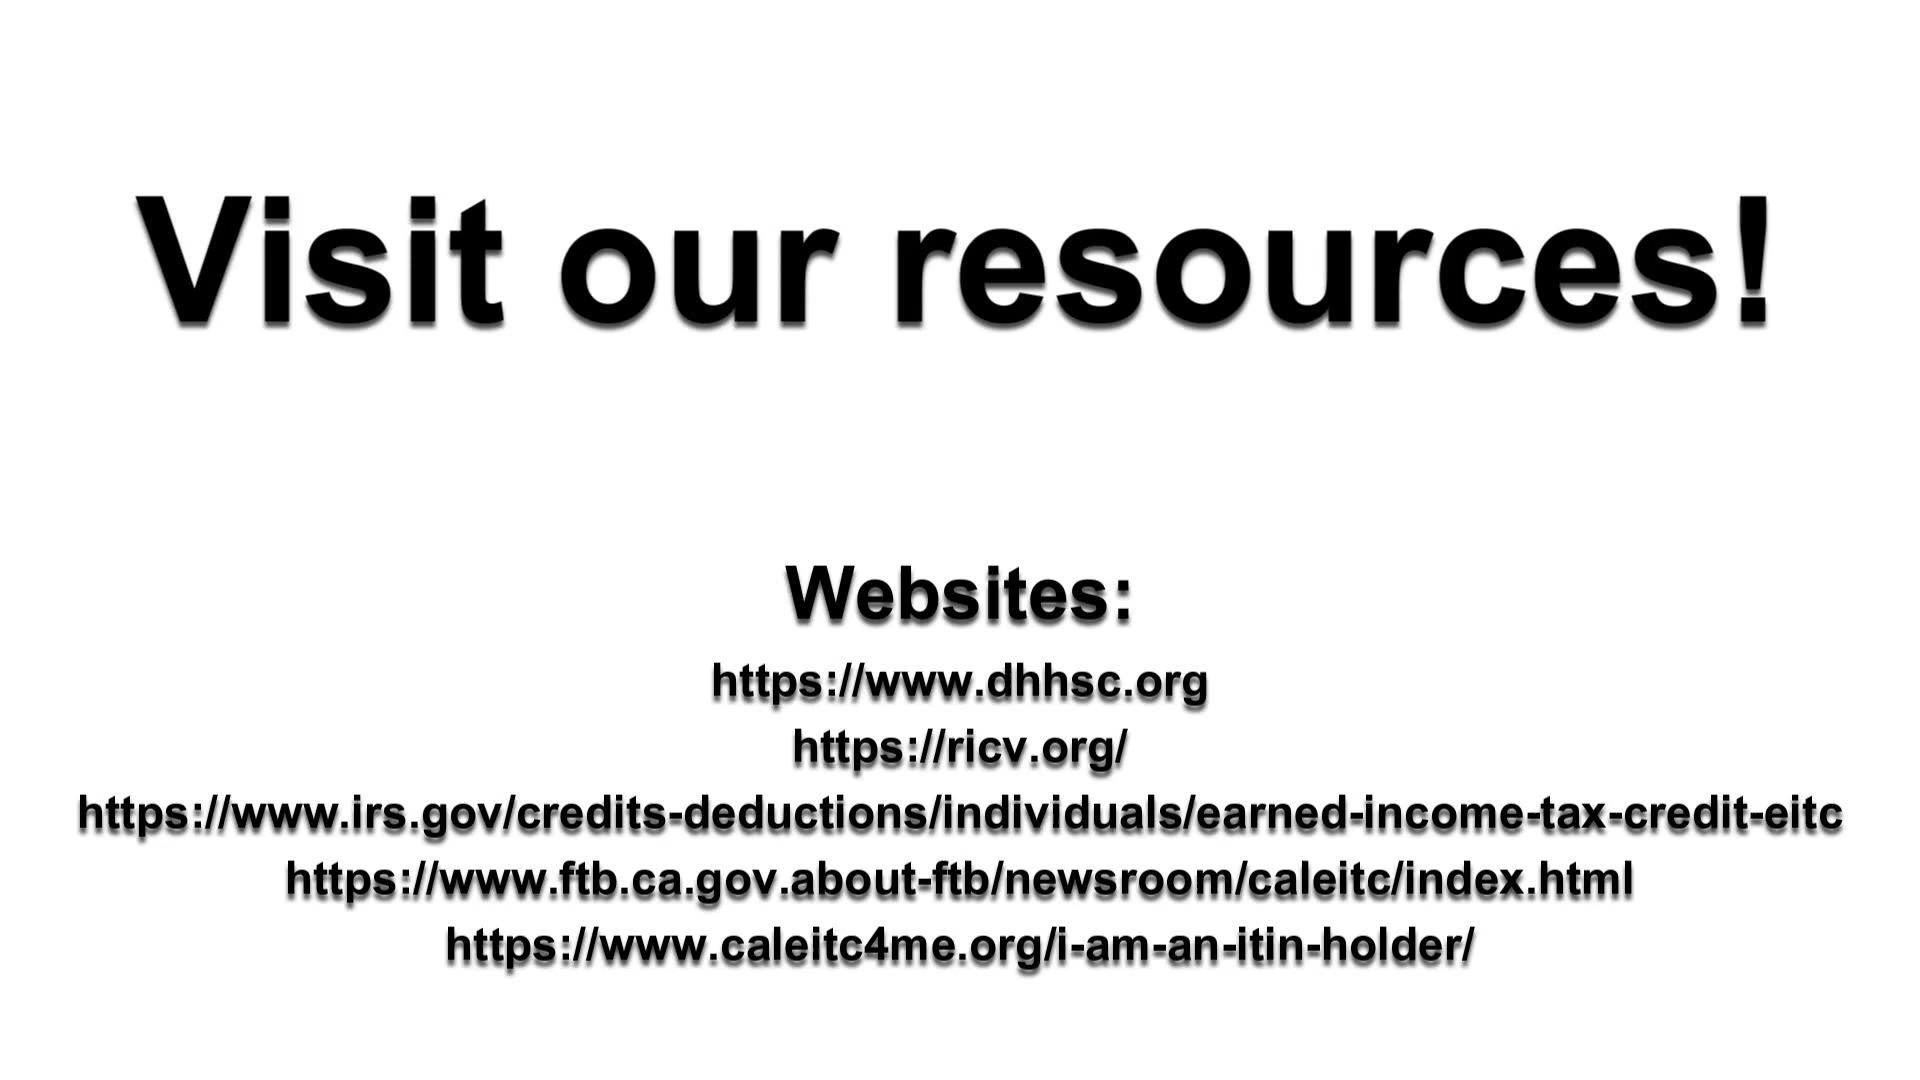 Visit our resources!
Websites:
https://www.dhhsc.org
https://ricv.org/
https://www.irs.gov/credits-deductions/individuals/earned-income-tax-credit-eitc
https://www.ftb.ca.gov.about-ftb/newsroom/caleitc/index.html
https://www.caleitc4me.org/i-am-an-itin-holder/